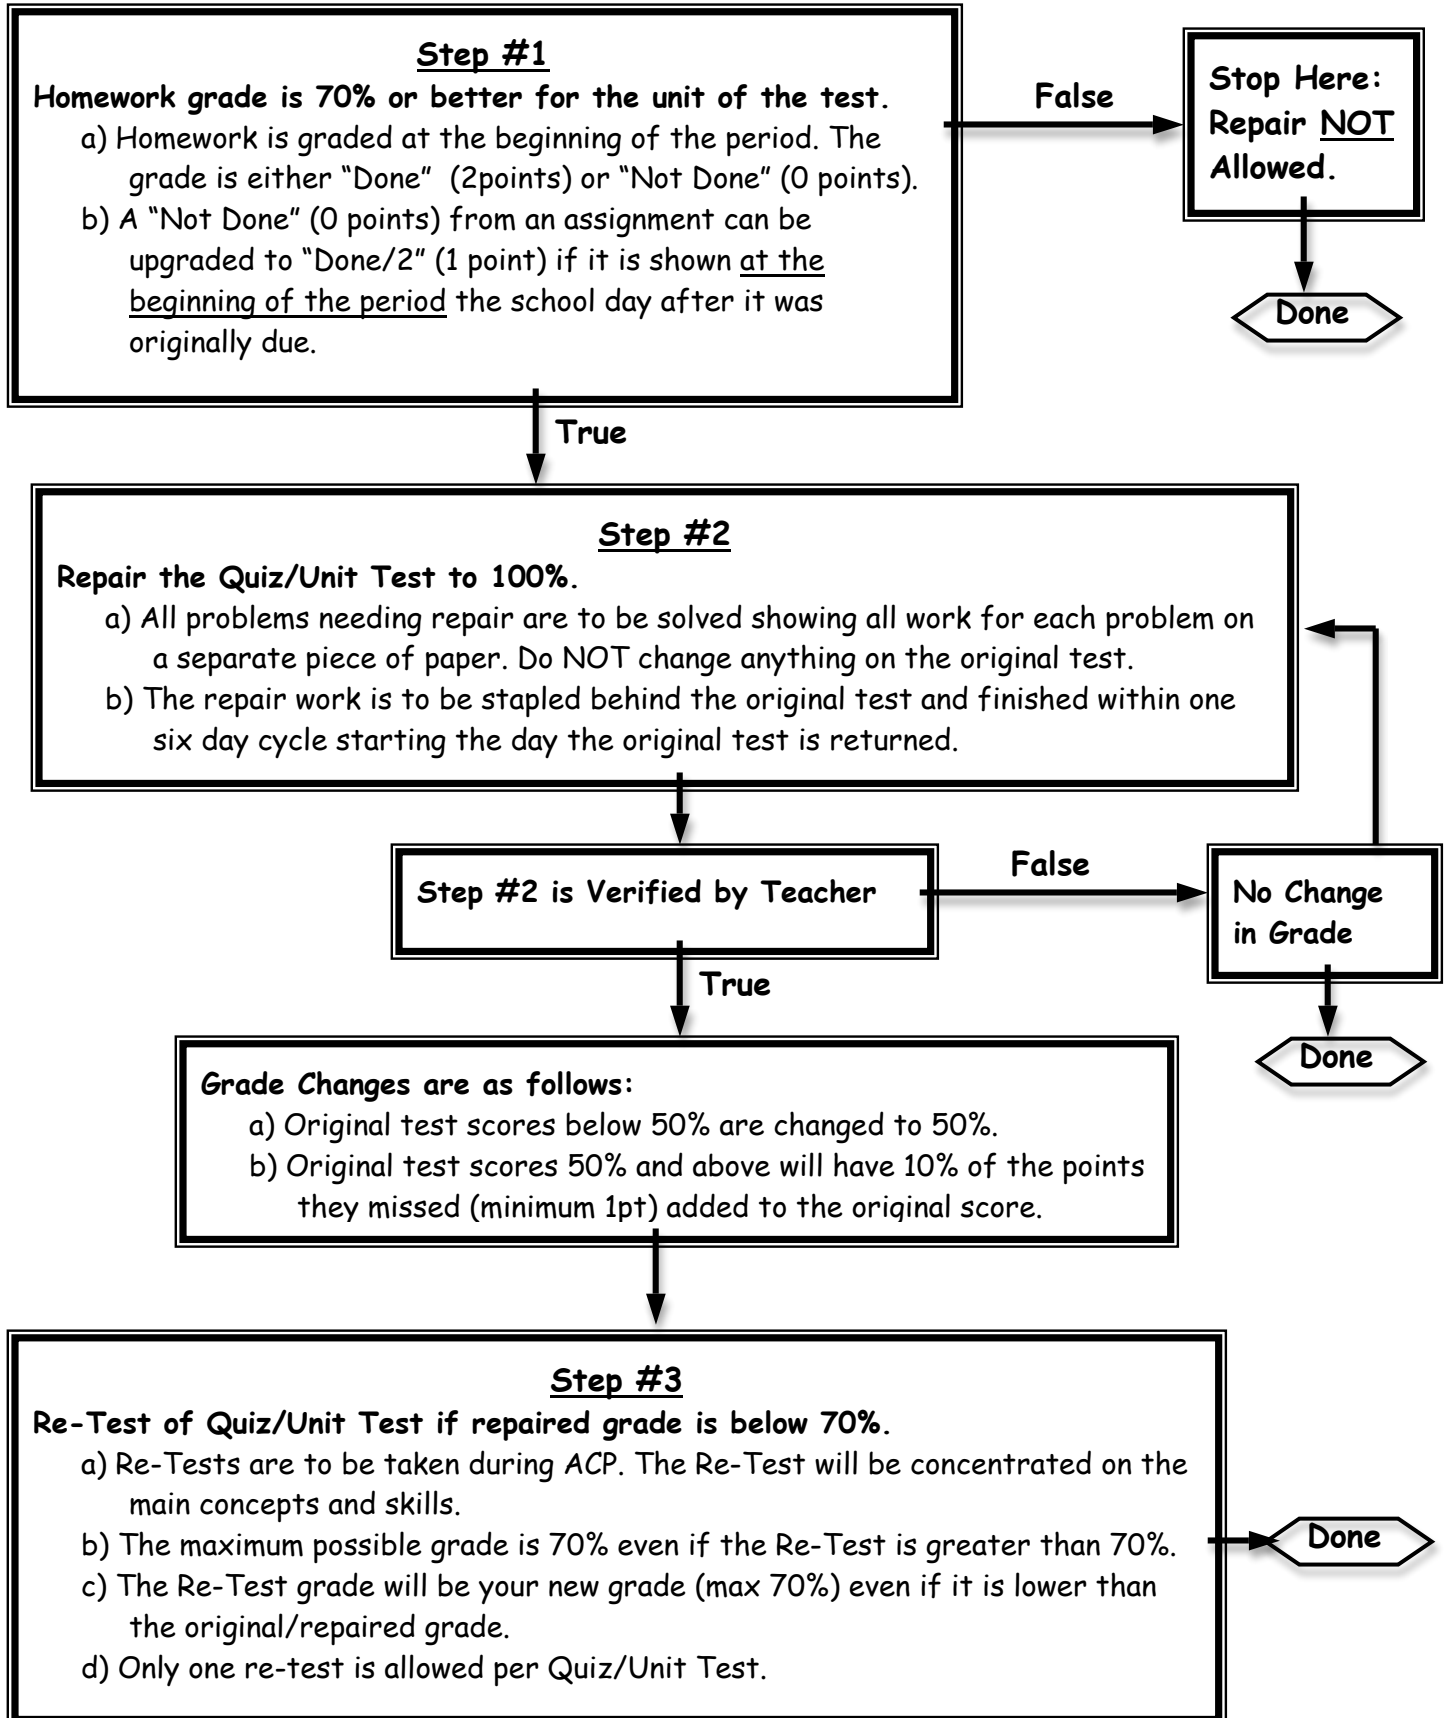 Step #1
Homework grade is 70% or better for the unit of the test.
a) Homework is graded at the beginning of the period. The
grade is either “Done”  (2points) or “Not Done” (0 points).
b) A “Not Done” (0 points) from an assignment can be
upgraded to “Done/2” (1 point) if it is shown at the
beginning of the period the school day after it was
originally due.
False
Stop Here:
Repair NOT
Allowed.
Done
True
Step #2
Repair the Quiz/Unit Test to 100%.
a) All problems needing repair are to be solved showing all work for each problem on
a separate piece of paper. Do NOT change anything on the original test.
b) The repair work is to be stapled behind the original test and finished within one
six day cycle starting the day the original test is returned.
Step #2 is Verified by Teacher
False
No Change
in Grade
Done
True
Grade Changes are as follows:
a) Original test scores below 50% are changed to 50%.
b) Original test scores 50% and above will have 10% of the points
they missed (minimum 1pt) added to the original score.
Step #3
Re-Test of Quiz/Unit Test if repaired grade is below 70%.
a) Re-Tests are to be taken during ACP. The Re-Test will be concentrated on the
main concepts and skills.
b) The maximum possible grade is 70% even if the Re-Test is greater than 70%.
c) The Re-Test grade will be your new grade (max 70%) even if it is lower than
the original/repaired grade.
d) Only one re-test is allowed per Quiz/Unit Test.
Done